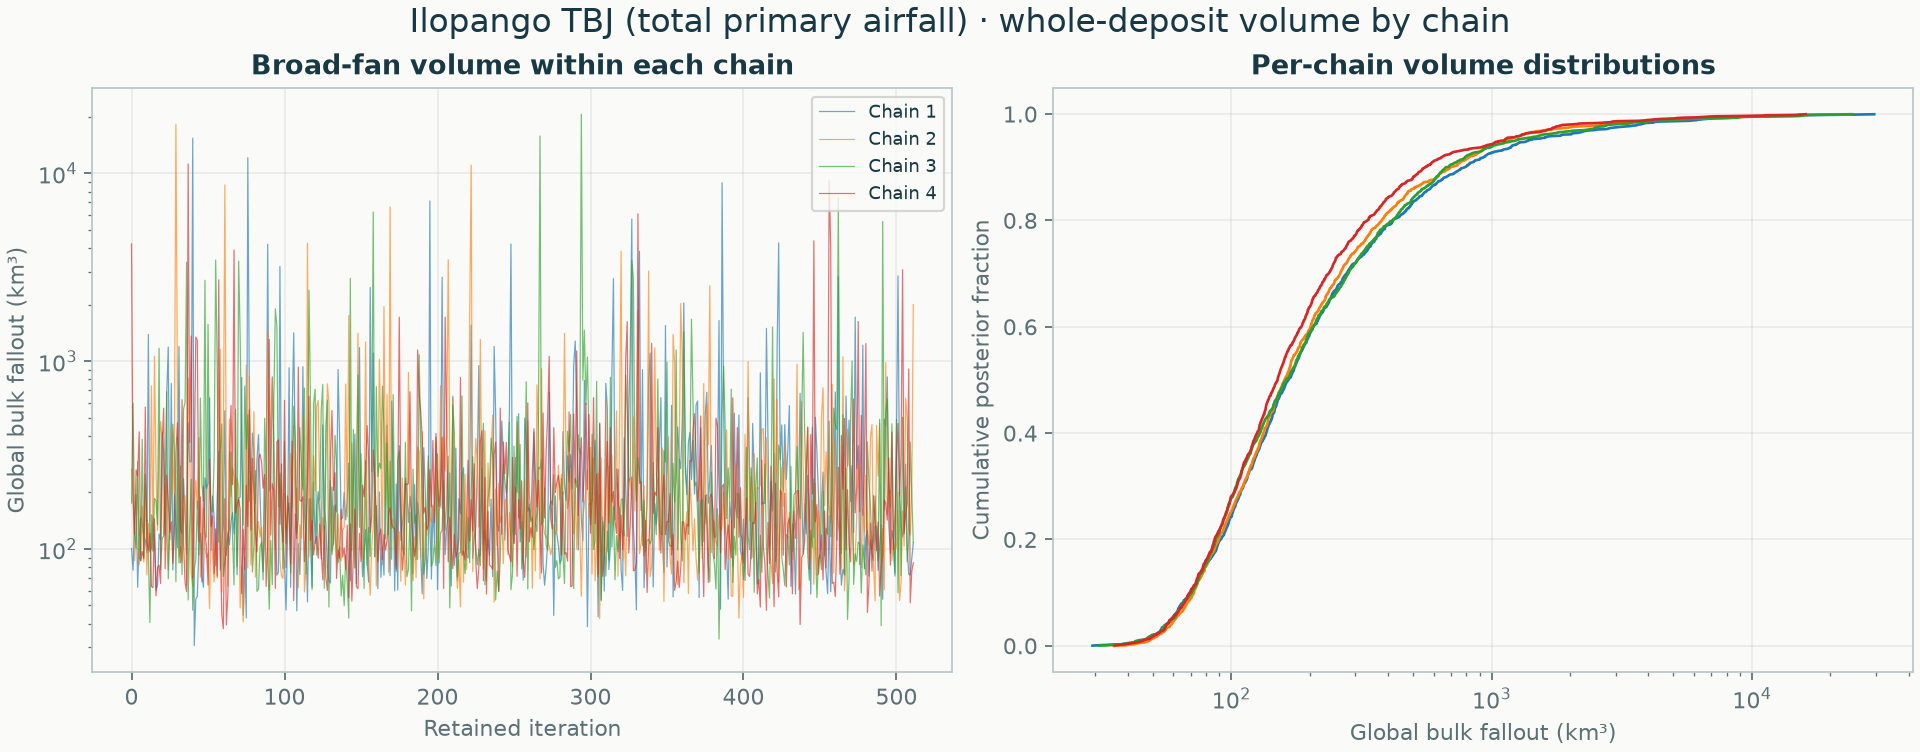 Ilopango TBJ (total primary airfall) · whole-deposit volume by chain
Broad-fan volume within each chain
Global bulk fallout (km³)
10⁴
10³
10²
Chain 1
Chain 2
Chain 3
Chain 4
0
100
200
300
400
500
Retained iteration
Per-chain volume distributions
Cumulative posterior fraction
1.0
0.8
0.6
0.4
0.2
0.0
10²
10³
10⁴
Global bulk fallout (km³)